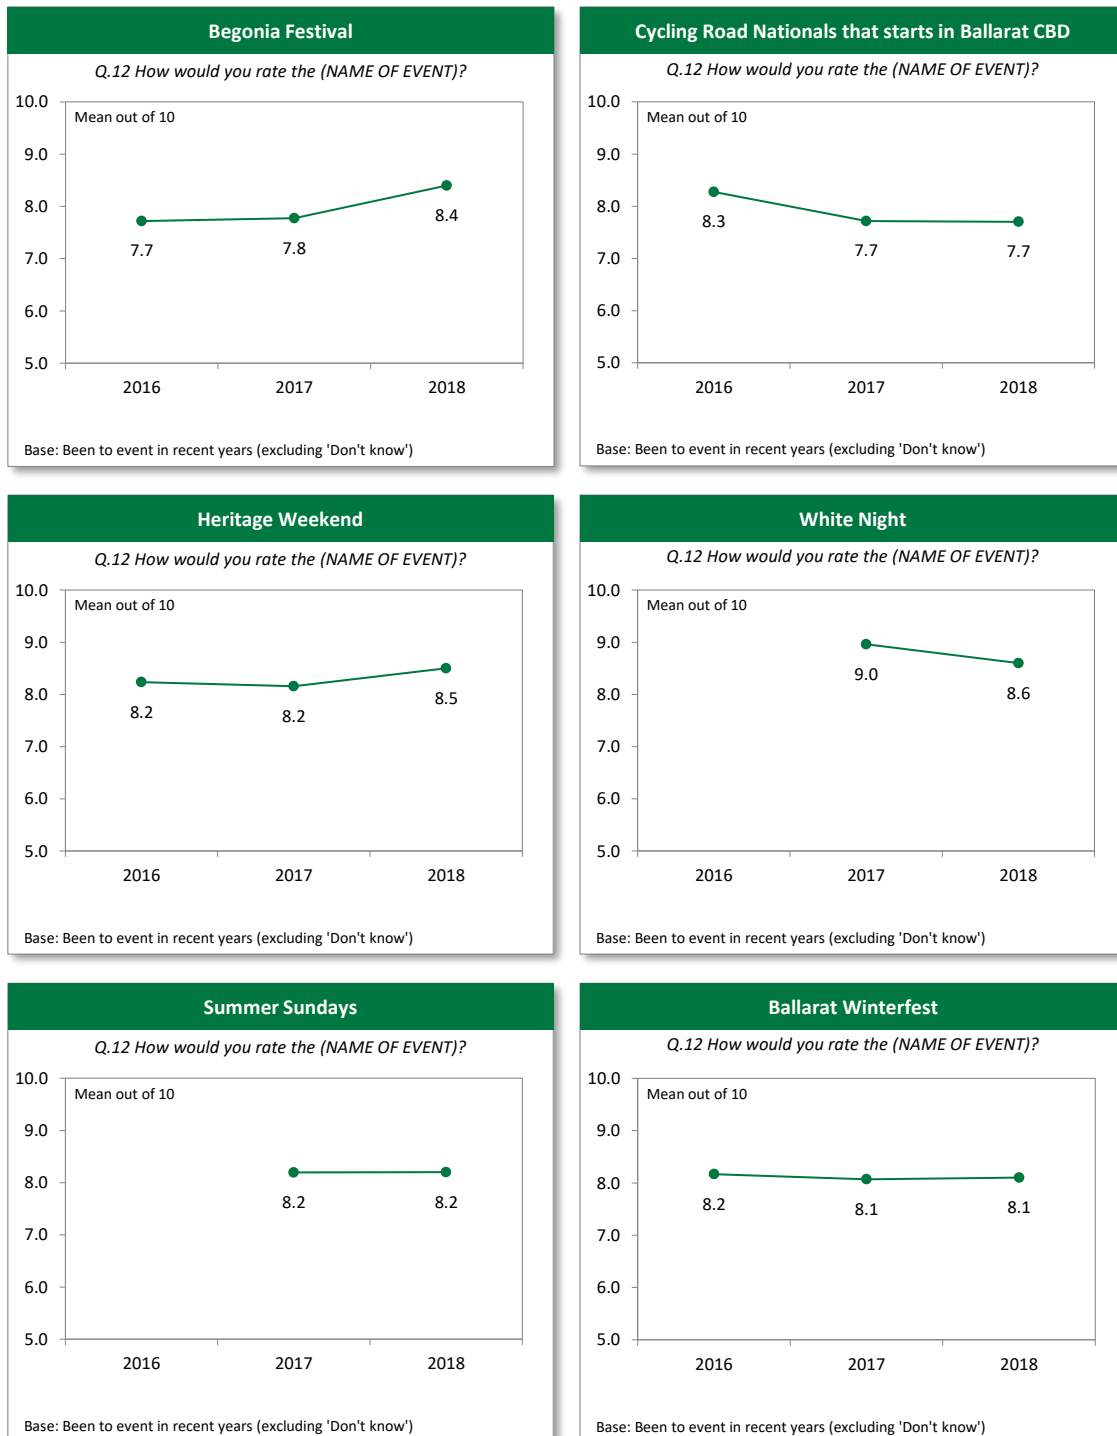 Begonia Festival
Q.12 How would you rate the (NAME OF EVENT)?
10.0
Mean out of 10
9.0
8.0
8.4
7.7
7.8
7.0
6.0
5.0
2016 2017 2018
Base: Been to event in recent years (excluding 'Don't know')
Cycling Road Nationals that starts in Ballarat CBD
Q.12 How would you rate the (NAME OF EVENT)?
10.0
Mean out of 10
9.0
8.0
8.3
7.7
7.7
7.0
6.0
5.0
2016 2017 2018
Base: Been to event in recent years (excluding 'Don't know')
Heritage Weekend
Q.12 How would you rate the (NAME OF EVENT)?
10.0
Mean out of 10
9.0
8.0
8.2
8.2
8.5
7.0
6.0
5.0
2016 2017 2018
Base: Been to event in recent years (excluding 'Don't know')
White Night
Q.12 How would you rate the (NAME OF EVENT)?
10.0
Mean out of 10
9.0
9.0
8.6
8.0
7.0
6.0
5.0
2016 2017 2018
Base: Been to event in recent years (excluding 'Don't know')
Summer Sundays
Q.12 How would you rate the (NAME OF EVENT)?
10.0
Mean out of 10
9.0
8.0
8.2
8.2
7.0
6.0
5.0
2016 2017 2018
Base: Been to event in recent years (excluding 'Don't know')
Ballarat Winterfest
Q.12 How would you rate the (NAME OF EVENT)?
10.0
Mean out of 10
9.0
8.0
8.2
8.1
8.1
7.0
6.0
5.0
2016 2017 2018
Base: Been to event in recent years (excluding 'Don't know')